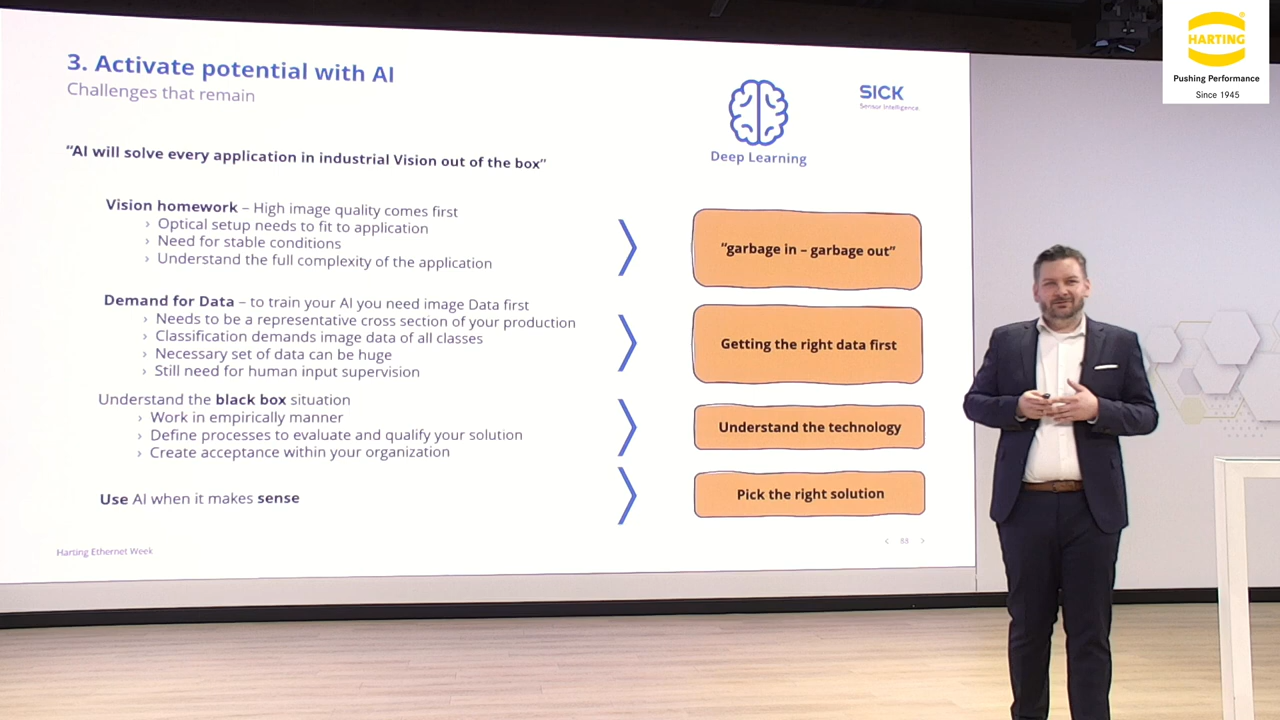 HARTING
Pushing Performance
Since 1945
3. Activate potential with AI
Challenges that remain
SICK
Sensor Intelligence
Deep Learning
"AI will solve every application in industrial Vision out of the box"
Vision homework – High image quality comes first
› Optical setup needs to fit to application
› Need for stable conditions
› Understand the full complexity of the application
"garbage in – garbage out"
Demand for Data – to train your AI you need image Data first
› Needs to be a representative cross section of your production
› Classification demands image data of all classes
› Necessary set of data can be huge
› Still need for human input supervision
Getting the right data first
Understand the black box situation
› Work in empirically manner
› Define processes to evaluate and qualify your solution
› Create acceptance within your organization
Understand the technology
Use AI when it makes sense
Pick the right solution
Harting Ethernet Week